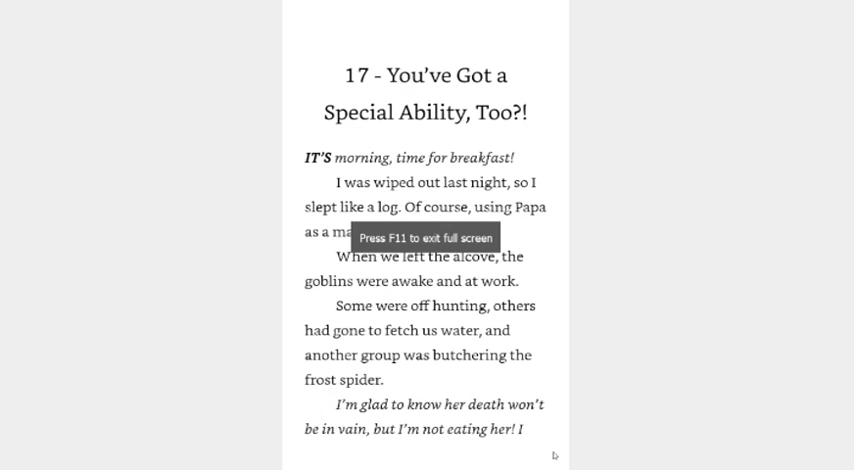 17 - You’ve Got a
Special Ability, Too?!
IT’S morning, time for breakfast!
I was wiped out last night, so I
slept like a log. Of course, using Papa
as a
Press F11 to exit full screen
When we left the alcove, the
goblins were awake and at work.
Some were off hunting, others
had gone to fetch us water, and
another group was butchering the
frost spider.
I’m glad to know her death won’t
be in vain, but I’m not eating her! I